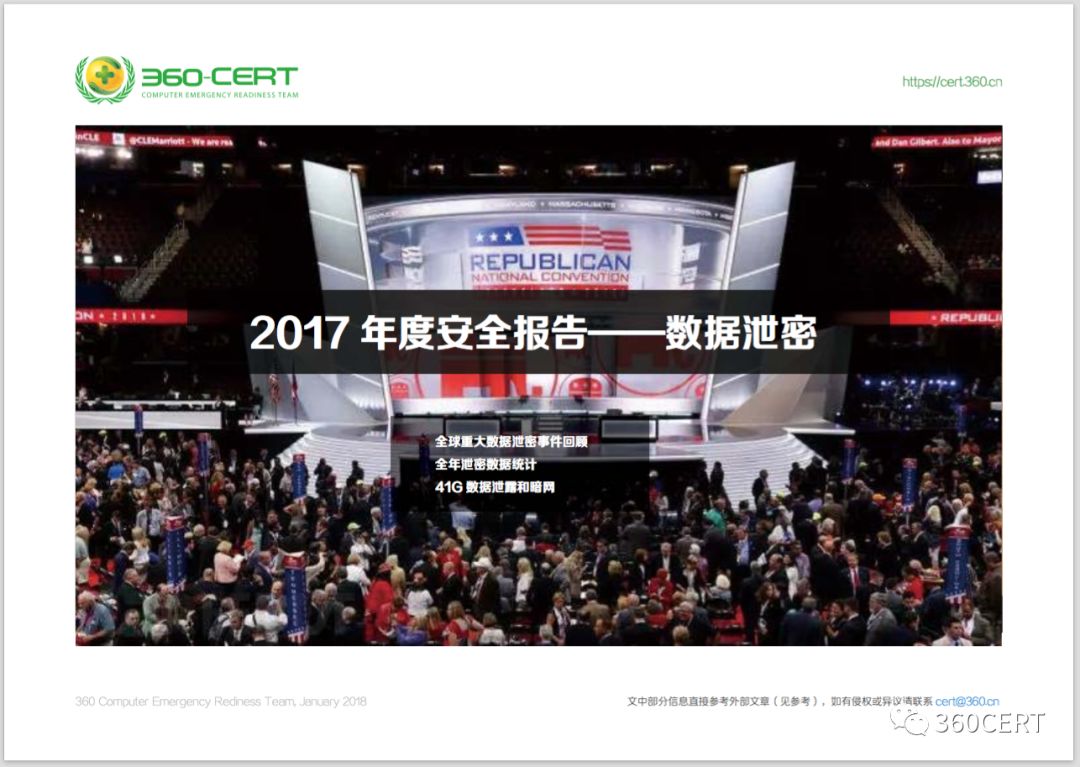 360-CERT
COMPUTER EMERGENCY READINESS TEAM
https://cert.360.cn
inCLE
@CLEMarriott - We are
and Dan Gilbert. Also to Mayor
MASSACHUSETTS
MINNESOTA
REPUBLICAN
NATIONAL CONVENTION
2017 年度安全报告——数据泄密
REPUBLI
全球重大数据泄密事件回顾
全年泄密数据统计
41G 数据泄露和暗网
360 Computer Emergency Rediness Team, January 2018
文中部分信息直接参考外部文章（见参考），如有侵权或异议请联系 cert@360.cn
360CERT